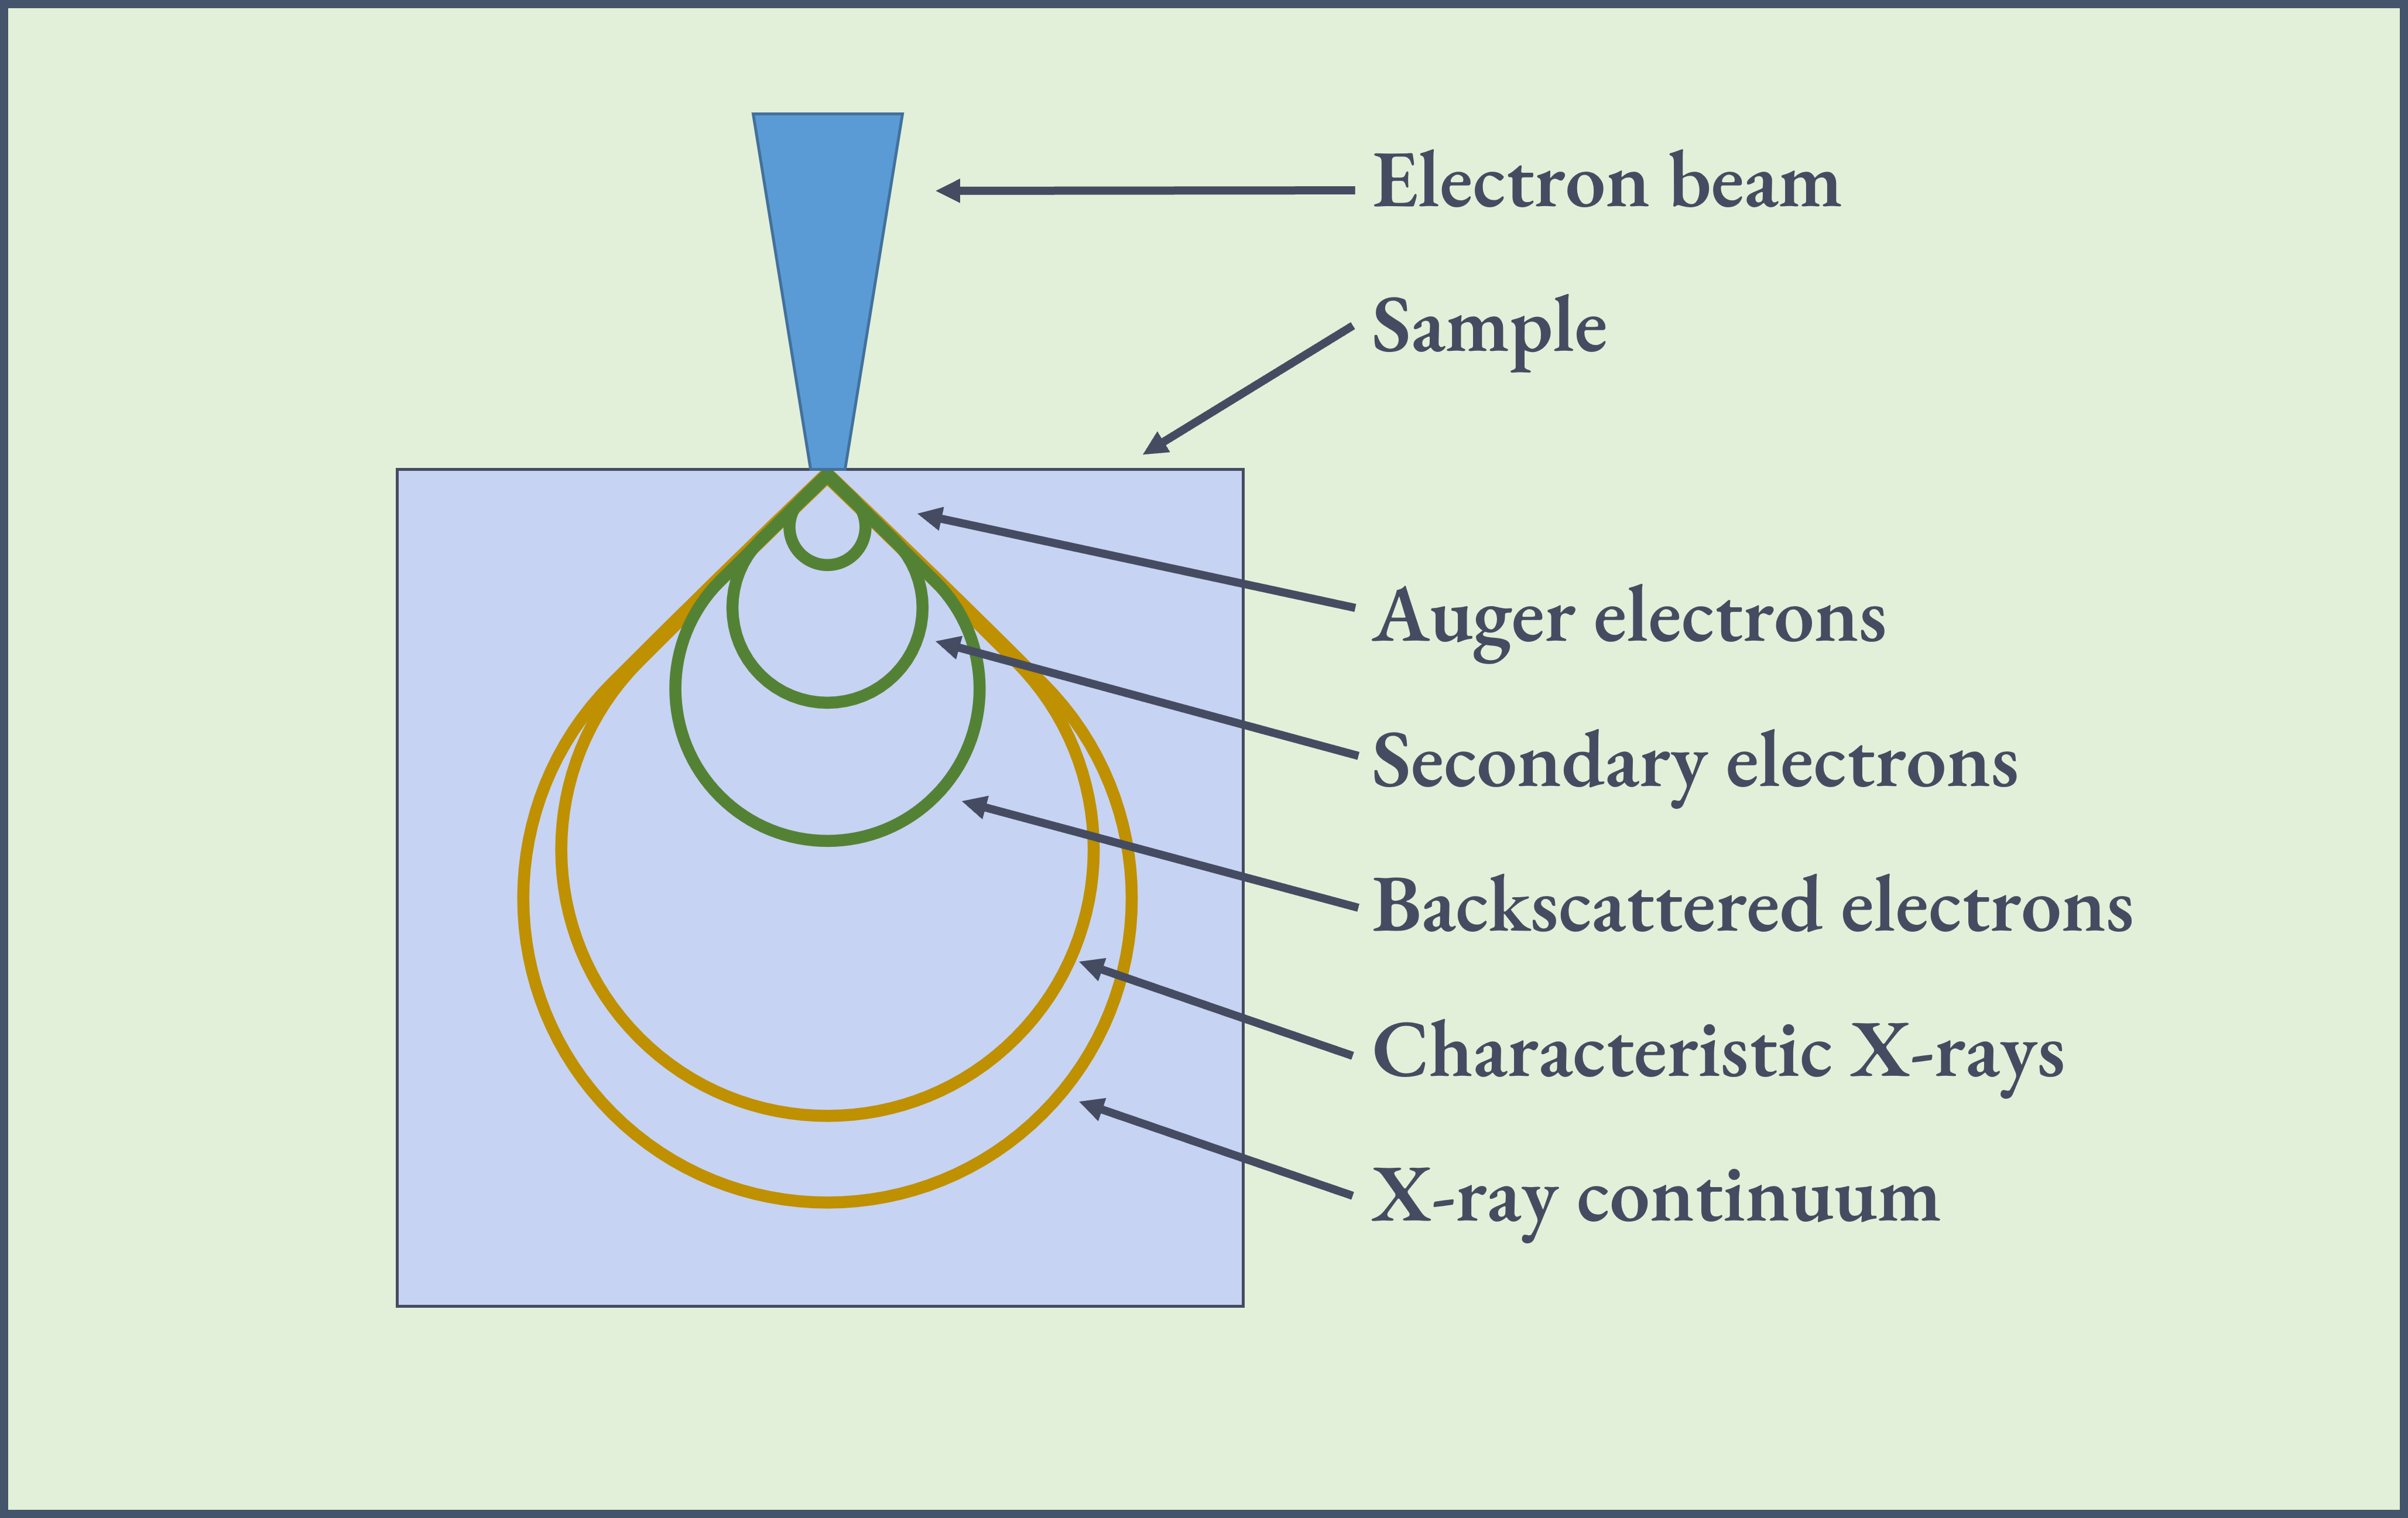 Electron beam
Sample
Auger electrons
Secondary electrons
Backscattered electrons
Characteristic X-rays
X-ray continuum